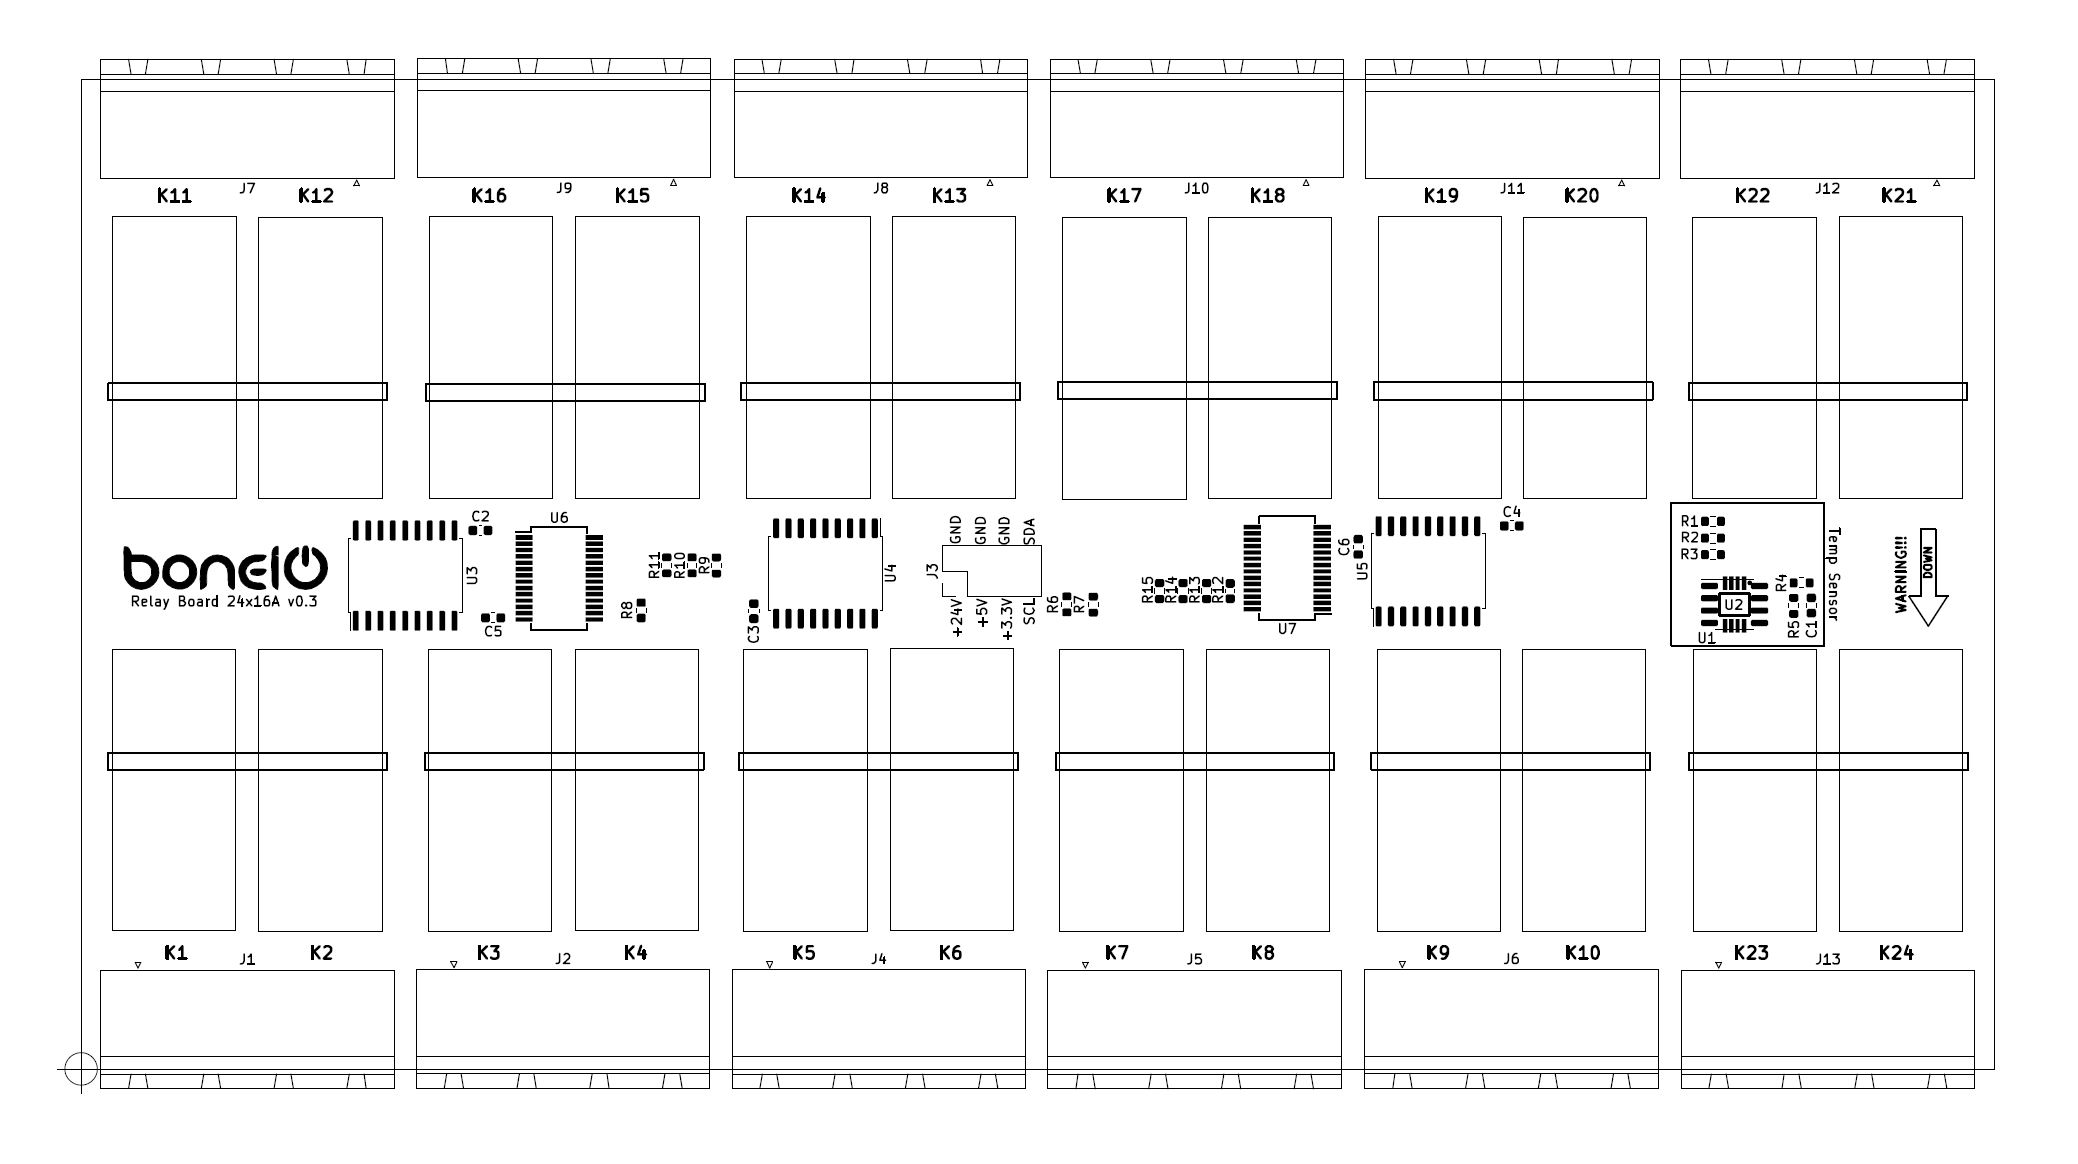 J7
J9
J8
J10
J11
J12
K11
K12
K16
K15
K14
K13
K17
K18
K19
K20
K22
K21
C2
U6
GND
GND
GND
SDA
C4
R1
R2
R3
boneIO
Relay Board 24x16A v0.3
U3
C5
R11
R10
R9
R8
C3
U4
J3
+24V
+5V
+3.3V
SCL
R6
R7
R15
R14
R13
R12
U7
C6
U5
R4
U2
U1
R5
C1
Temp Sensor
WARNING!!!
DOWN
K1
K2
K3
K4
K5
K6
K7
K8
K9
K10
K23
K24
J1
J2
J4
J5
J6
J13